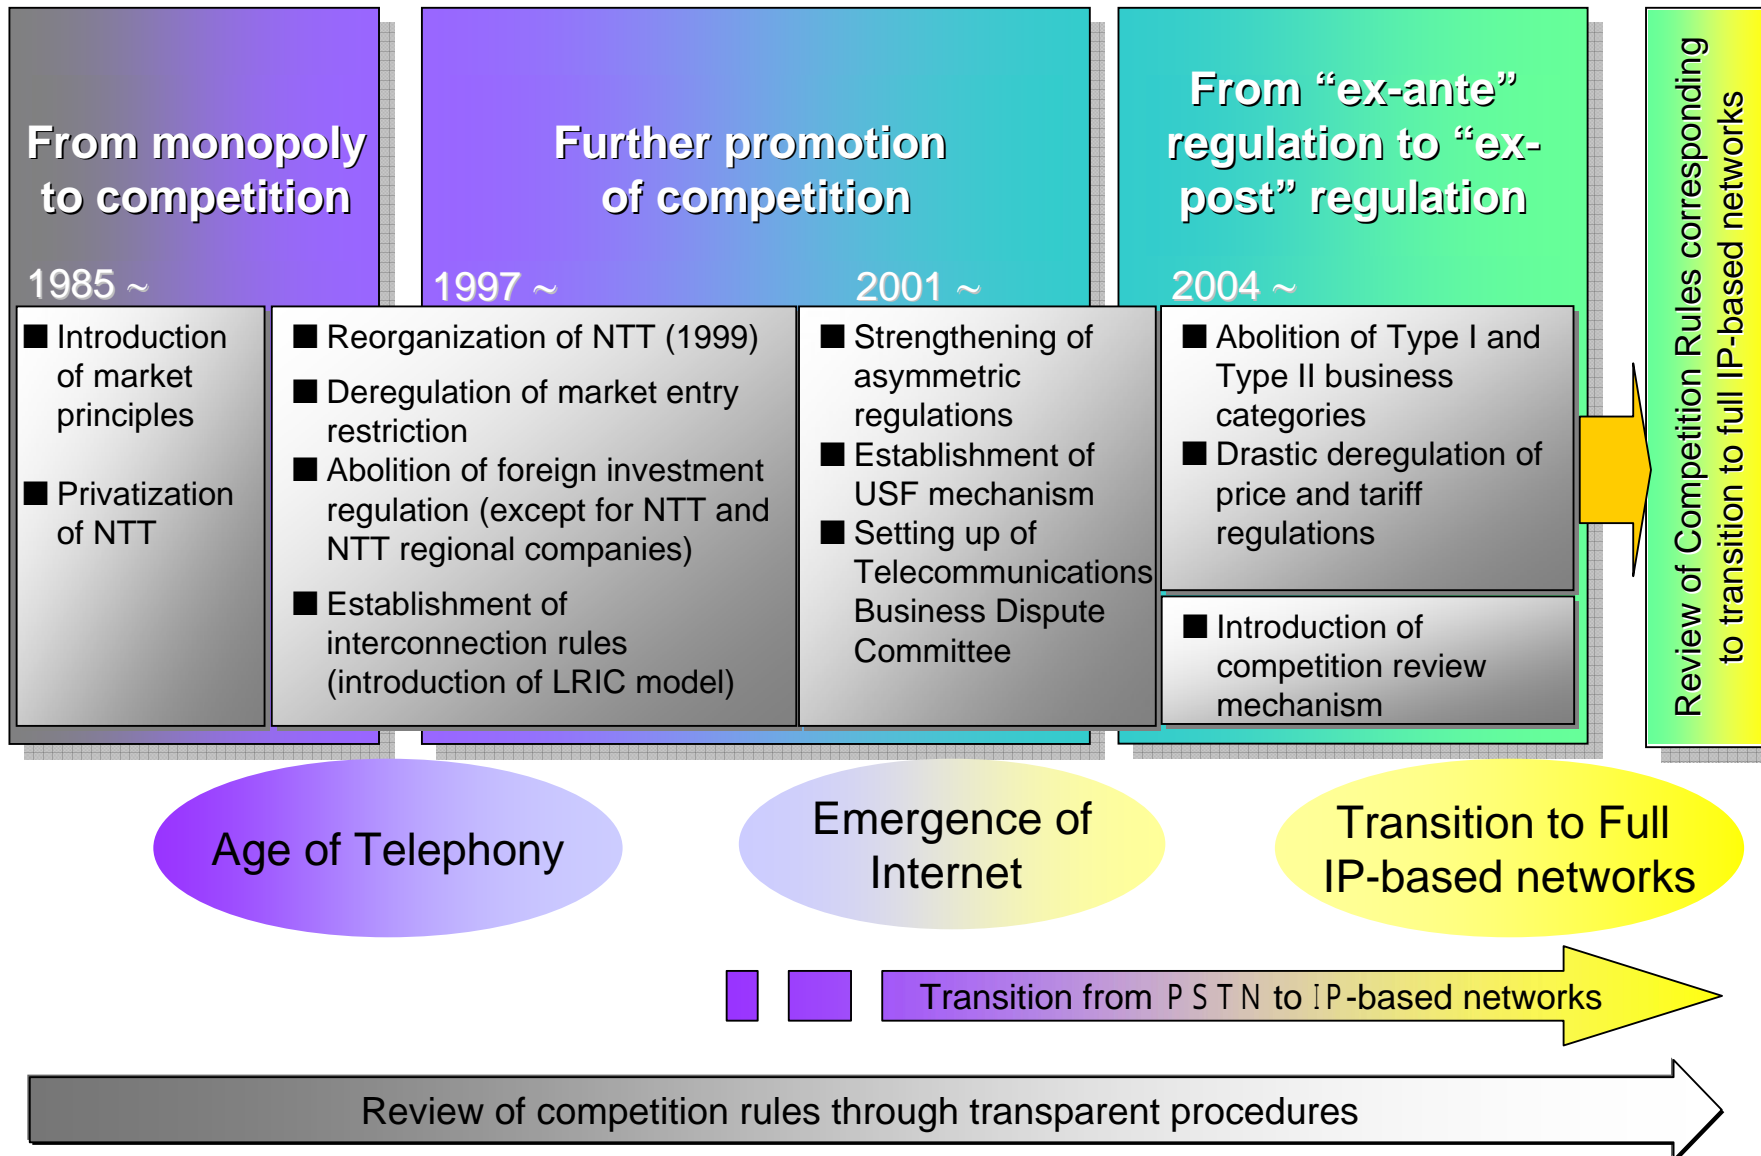 From monopoly
to competition
1985 ~
■ Introduction
of market
principles
■ Privatization
of NTT
Further promotion
of competition
1997 ~
■ Reorganization of NTT (1999)
■ Deregulation of market entry
restriction
■ Abolition of foreign investment
regulation (except for NTT and
NTT regional companies)
■ Establishment of
interconnection rules
(introduction of LRIC model)
2001 ~
■ Strengthening of
asymmetric
regulations
■ Establishment of
USF mechanism
■ Setting up of
Telecommunications
Business Dispute
Committee
From “ex-ante”
regulation to “ex-
post” regulation
2004 ~
■ Abolition of Type I and
Type II business
categories
■ Drastic deregulation of
price and tariff
regulations
■ Introduction of
competition review
mechanism
Review of Competition Rules corresponding
to transition to full IP-based networks
Age of Telephony
Emergence of
Internet
Transition to Full
IP-based networks
Transition from PSTN to IP-based networks
Review of competition rules through transparent procedures